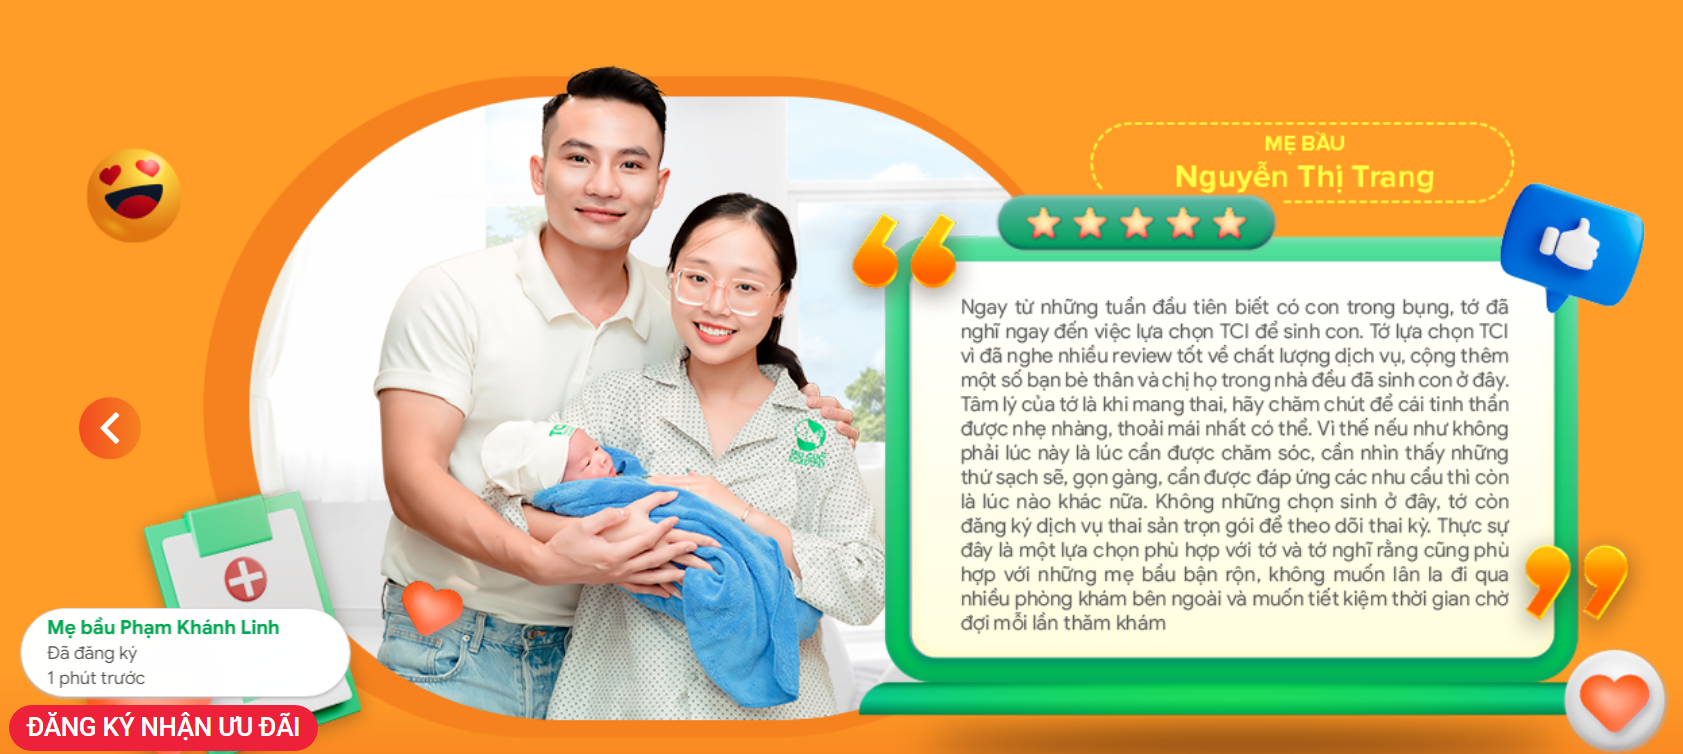 MẸ BẦU
Nguyễn Thị Trang
Ngay từ những tuần đầu tiên biết có con trong bụng, tớ đã
nghĩ ngay đến việc lựa chọn TCI để sinh con. Tớ lựa chọn TCI
vì đã nghe nhiều review tốt về chất lượng dịch vụ, cộng thêm
một số bạn bè thân và chị họ trong nhà đều đã sinh con ở đây.
Tâm lý của tớ là khi mang thai, hãy chăm chút để cái tinh thần
được nhẹ nhàng, thoải mái nhất có thể. Vì thế nếu như không
phải lúc này là lúc cần được chăm sóc, cần nhìn thấy những
thứ sạch sẽ, gọn gàng, cần được đáp ứng các nhu cầu thì còn
là lúc nào khác nữa. Không những chọn sinh ở đây, tớ còn
đăng ký dịch vụ thai sản trọn gói để theo dõi thai kỳ. Thực sự
đây là một lựa chọn phù hợp với tớ và tớ nghĩ rằng cũng phù
hợp với những mẹ bầu bận rộn, không muốn lân la đi qua
nhiều phòng khám bên ngoài và muốn tiết kiệm thời gian chờ
đợi mỗi lần thăm khám
Mẹ bầu Phạm Khánh Linh
Đã đăng ký
1 phút trước
ĐĂNG KÝ NHẬN ƯU ĐÃI